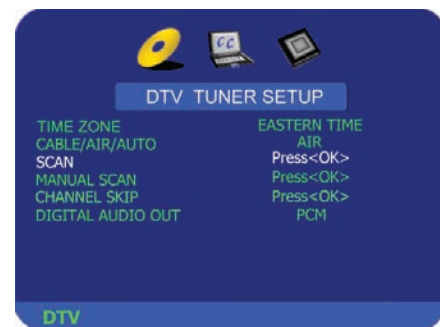 CC
DTV TUNER SETUP
TIME ZONE EASTERN TIME
CABLE/AIR/AUTO AIR
SCAN Press<OK>
MANUAL SCAN Press<OK>
CHANNEL SKIP Press<OK>
DIGITAL AUDIO OUT PCM
DTV